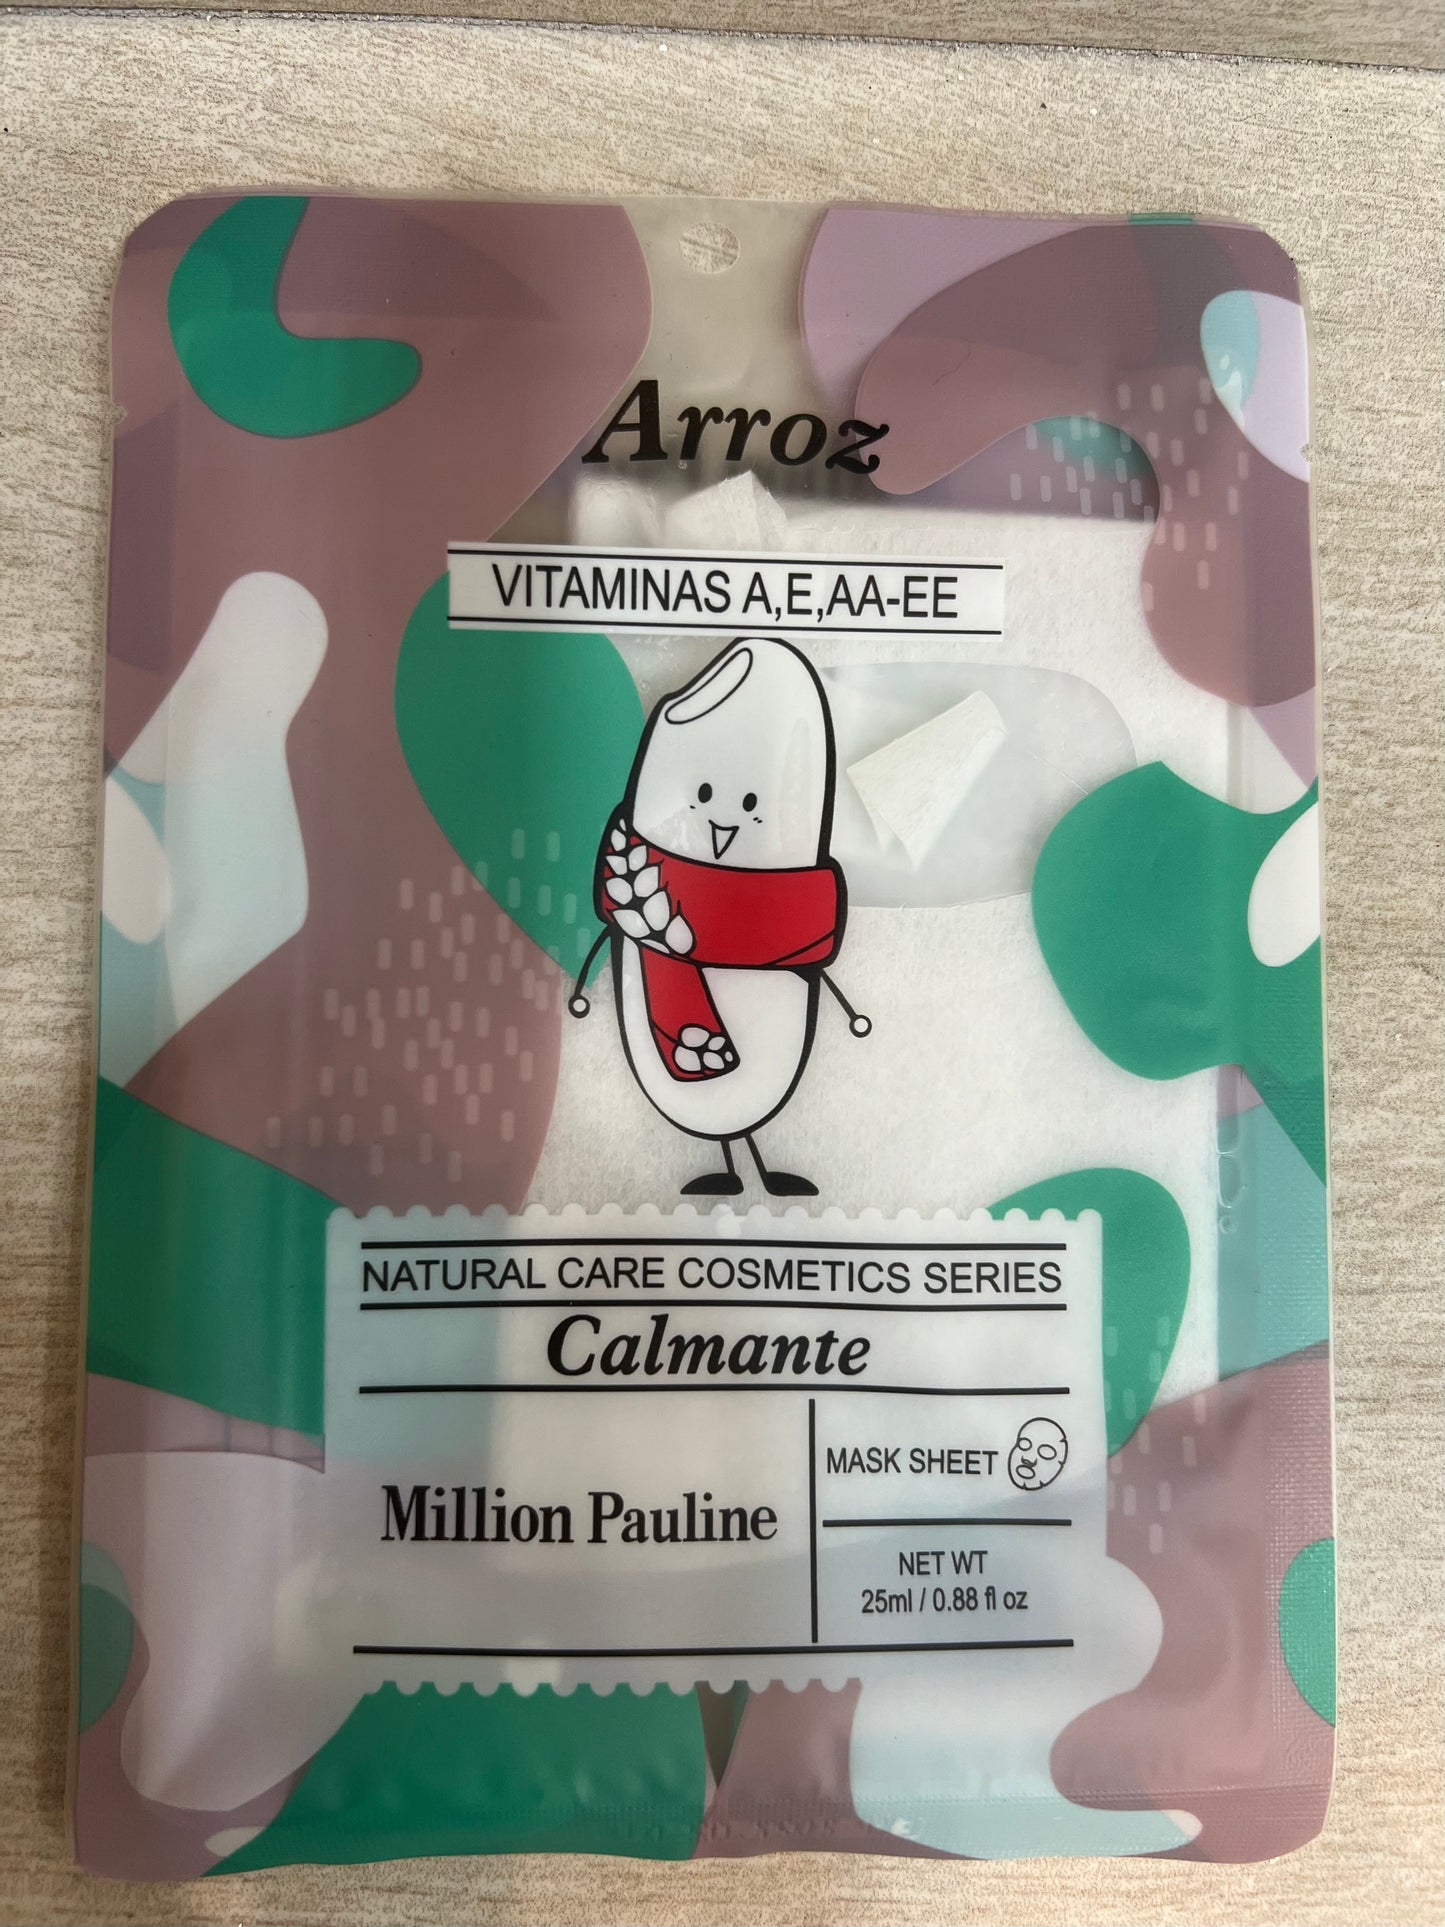 Arroz
VITAMINAS A,E,AA-EE
NATURAL CARE COSMETICS SERIES
Calmante
Million Pauline
MASK SHEET
NET WT
25ml / 0.88 fl oz